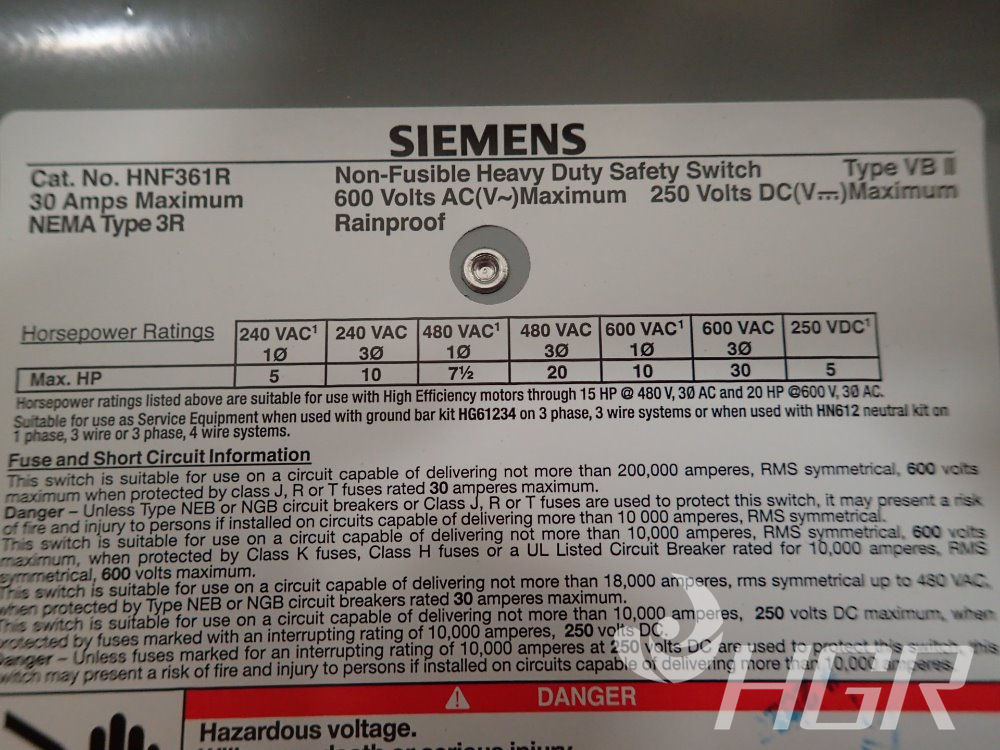 SIEMENS
Cat. No. HNF361R Non-Fusible Heavy Duty Safety Switch Type VB II
30 Amps Maximum 600 Volts AC(V~)Maximum 250 Volts DC(V⎓)Maximum
NEMA Type 3R Rainproof
Horsepower Ratings 240 VAC¹ 240 VAC 480 VAC¹ 480 VAC 600 VAC¹ 600 VAC 250 VDC¹
1Ø 3Ø 1Ø 3Ø 1Ø 3Ø
Max. HP 5 10 7½ 20 10 30 5
Horsepower ratings listed above are suitable for use with High Efficiency motors through 15 HP @ 480 V, 3Ø AC and 20 HP @600 V, 3Ø AC.
Suitable for use as Service Equipment when used with ground bar kit HG61234 on 3 phase, 3 wire systems or when used with HN612 neutral kit on
1 phase, 3 wire or 3 phase, 4 wire systems.
Fuse and Short Circuit Information
This switch is suitable for use on a circuit capable of delivering not more than 200,000 amperes, RMS symmetrical, 600 volts
maximum when protected by class J, R or T fuses rated 30 amperes maximum.
Danger – Unless Type NEB or NGB circuit breakers or Class J, R or T fuses are used to protect this switch, it may present a risk
of fire and injury to persons if installed on circuits capable of delivering more than 10 000 amperes, RMS symmetrical.
This switch is suitable for use on a circuit capable of delivering not more than 10,000 amperes, RMS symmetrical, 600 volts
maximum, when protected by Class K fuses, Class H fuses or a UL Listed Circuit Breaker rated for 10,000 amperes, RMS
symmetrical, 600 volts maximum.
This switch is suitable for use on a circuit capable of delivering not more than 18,000 amperes, rms symmetrical up to 480 VAC,
when protected by Type NEB or NGB circuit breakers rated 30 amperes maximum.
This switch is suitable for use on a circuit capable of delivering not more than 10,000 amperes, 250 volts DC maximum, when
protected by fuses marked with an interrupting rating of 10,000 amperes, 250 volts DC.
Danger – Unless fuses marked for an interrupting rating of 10,000 amperes at 250 volts DC are used to protect this switch, this
switch may present a risk of fire and injury to persons if installed on circuits capable of delivering more than 10,000 amperes.
HGR
DANGER
Hazardous voltage.